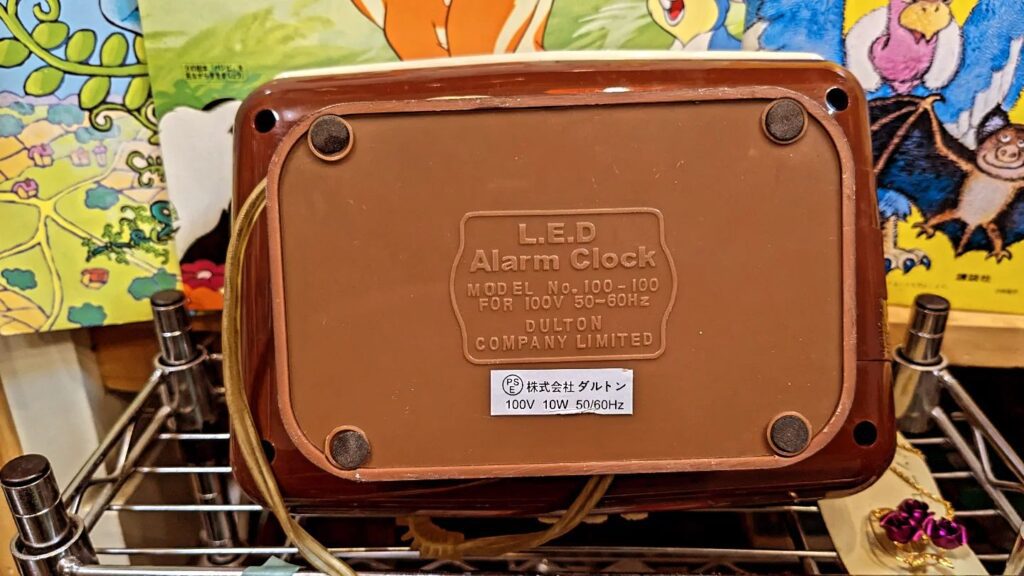 L.E.D
Alarm Clock
MODEL No. 100-100
FOR 100V 50~60Hz
DULTON
COMPANY LIMITED
PSE 株式会社 ダルトン
100V 10W 50/60Hz
講談社